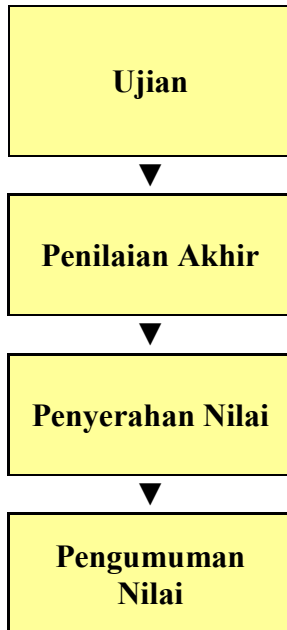 Ujian
Penilaian Akhir
Penyerahan Nilai
Pengumuman
Nilai